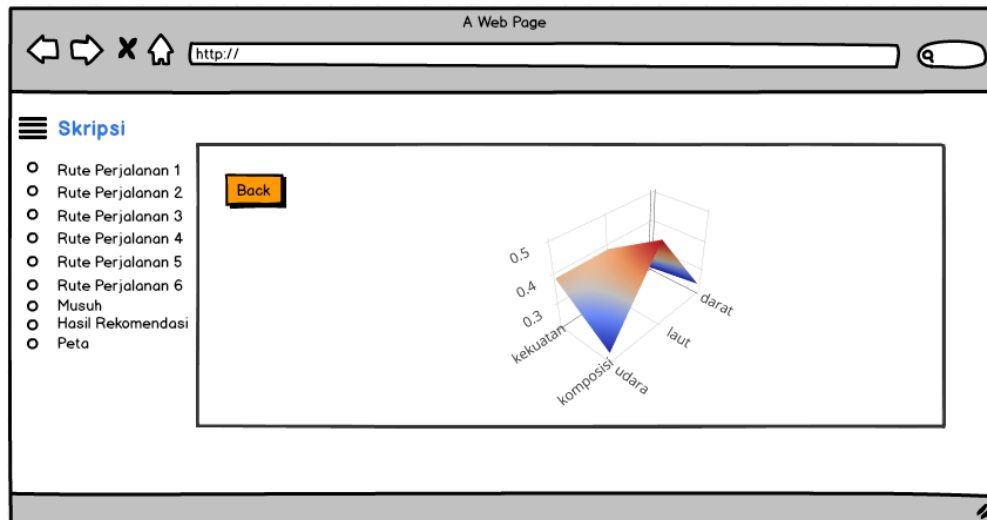 A Web Page
http://
Skripsi
Rute Perjalanan 1
Rute Perjalanan 2
Rute Perjalanan 3
Rute Perjalanan 4
Rute Perjalanan 5
Rute Perjalanan 6
Musuh
Hasil Rekomendasi
Peta
Back
0.5
0.4
0.3
kekuatan
komposisi
udara
laut
darat